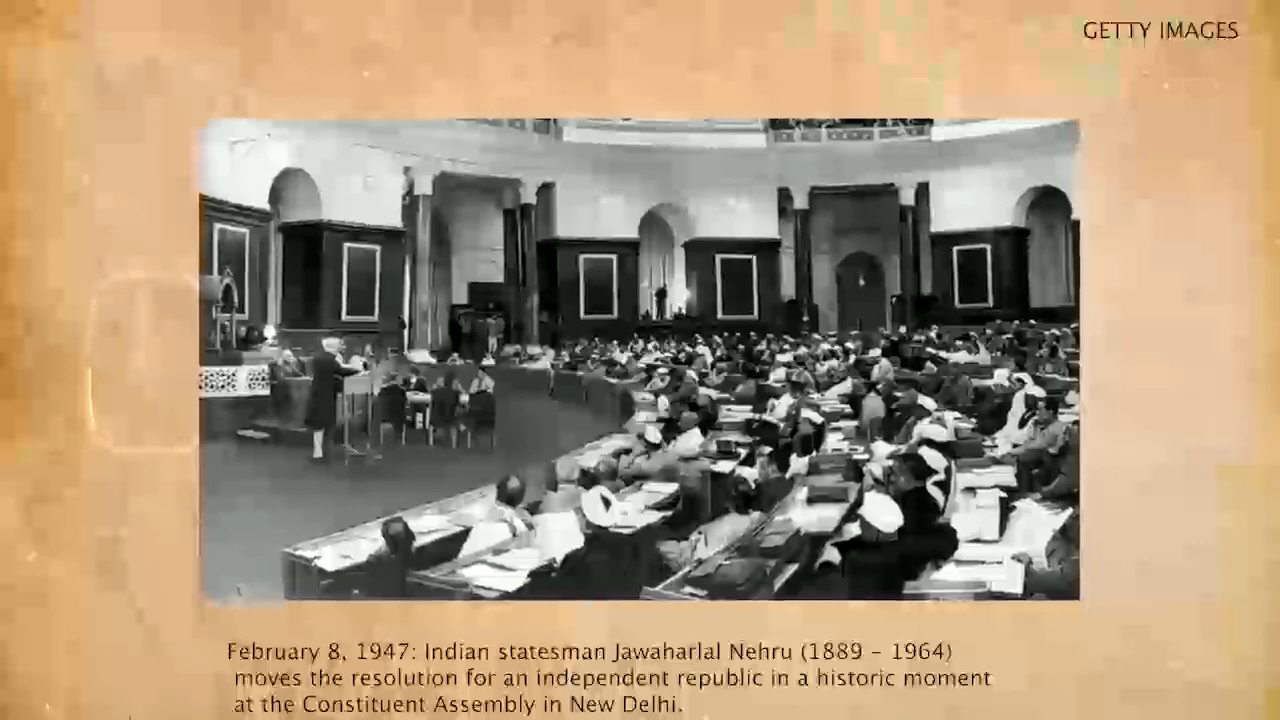 GETTY IMAGES
February 8, 1947: Indian statesman Jawaharlal Nehru (1889 – 1964)
moves the resolution for an independent republic in a historic moment
at the Constituent Assembly in New Delhi.